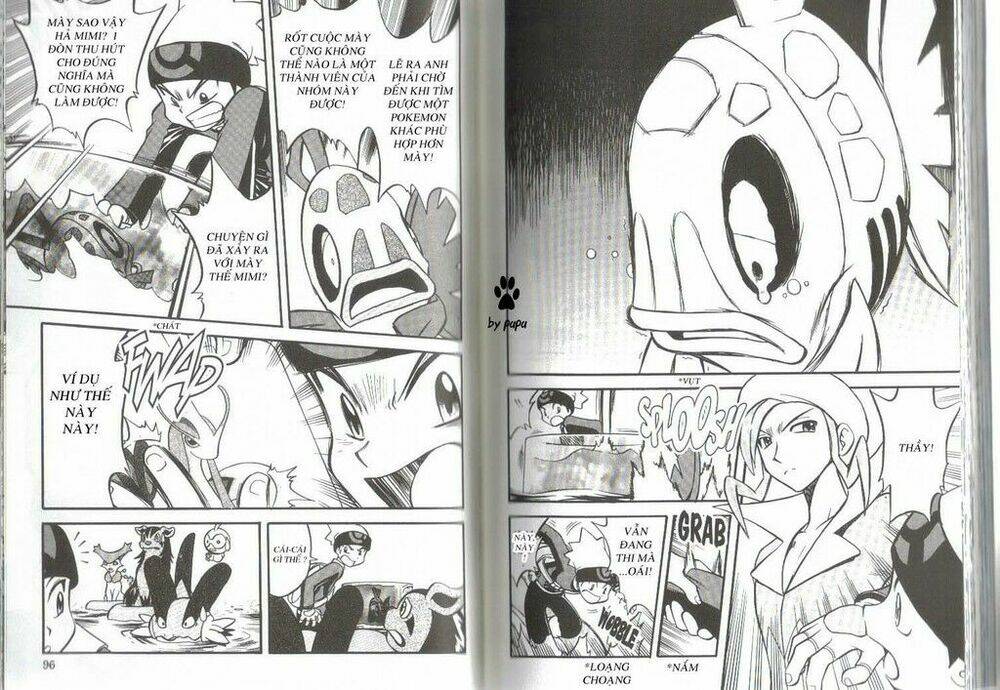 MÀY SAO VẬY
HẢ MIMI? 1
ĐÒN THU HÚT
CHO ĐÚNG
NGHĨA MÀ
CŨNG KHÔNG
LÀM ĐƯỢC!
RỐT CUỘC MÀY
CŨNG KHÔNG
THỂ NÀO LÀ MỘT
THÀNH VIÊN CỦA
NHÓM NÀY
ĐƯỢC!
LẼ RA ANH
PHẢI CHỜ
ĐẾN KHI TÌM
ĐƯỢC MỘT
POKEMON
KHÁC PHÙ
HỢP HƠN
MÀY!
CHUYỆN GÌ
ĐÃ XẢY RA
VỚI MÀY
THẾ MIMI?
*CHÁT
FWAP
VÍ DỤ
NHƯ THẾ
NÀY NÀY!
CÁI-CÁI
GÌ THẾ ?
96
by papa
*VỤT
SPLOOSH
THẦY!
NÀY,
NÀY !
VẪN
ĐANG
THI MÀ
...OÁI!
WOBBLE
*LOẠNG
CHOẠNG
GRAB
*NẮM